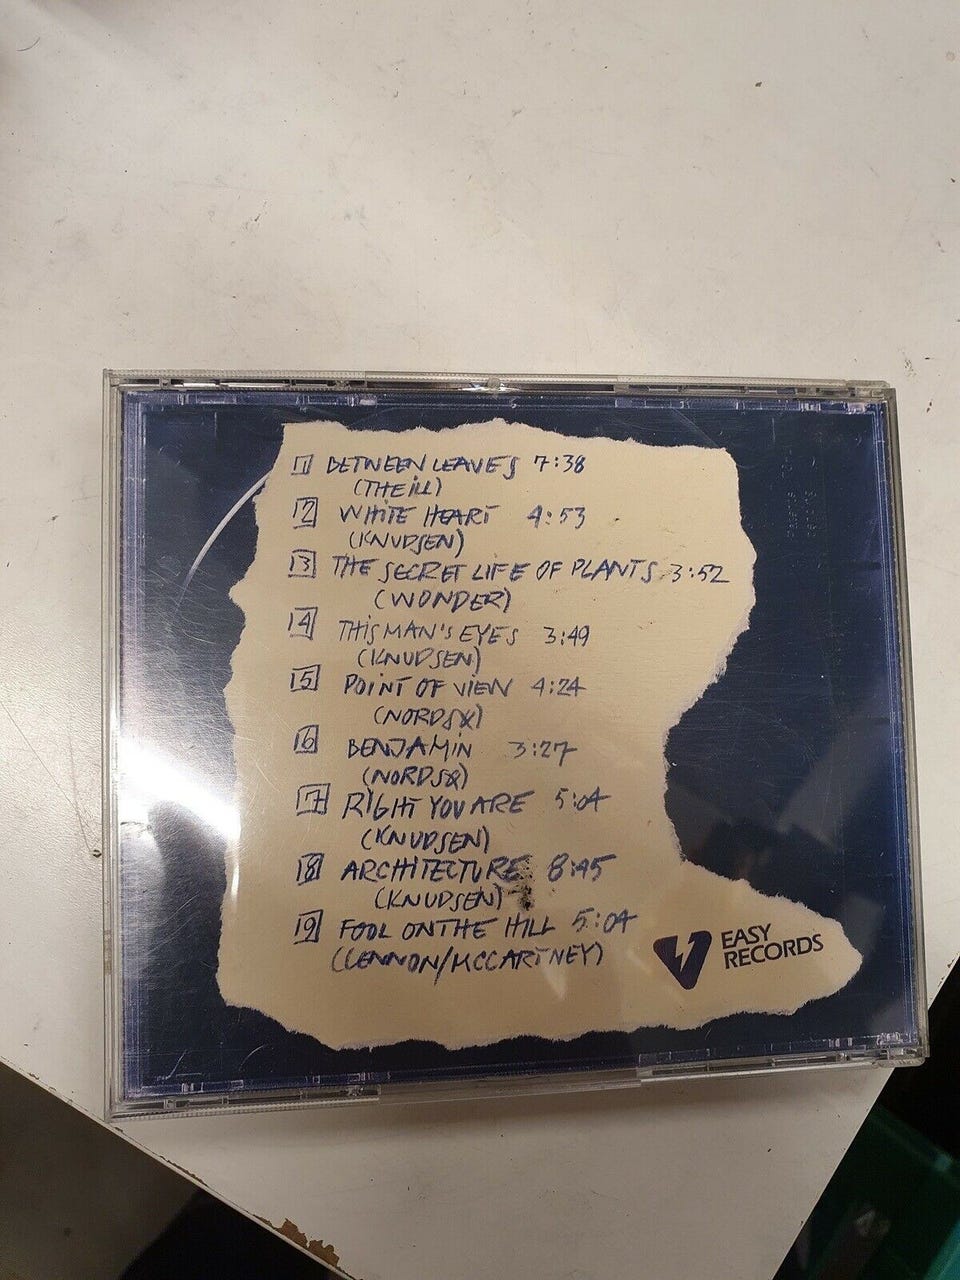 1 BETWEEN LEAVES 7:38
(THEILL)
2 WHITE HEART 4:53
(KNUDSEN)
3 THE SECRET LIFE OF PLANTS 3:52
(WONDER)
4 THIS MAN'S EYES 3:49
(KNUDSEN)
5 POINT OF VIEW 4:24
(NORDSØ)
6 BENJAMIN 3:27
(NORDSØ)
7 RIGHT YOU ARE 5:04
(KNUDSEN)
8 ARCHITECTURE 8:45
(KNUDSEN)
9 FOOL ON THE HILL 5:04
(LENNON/MCCARTNEY)
EASY
RECORDS